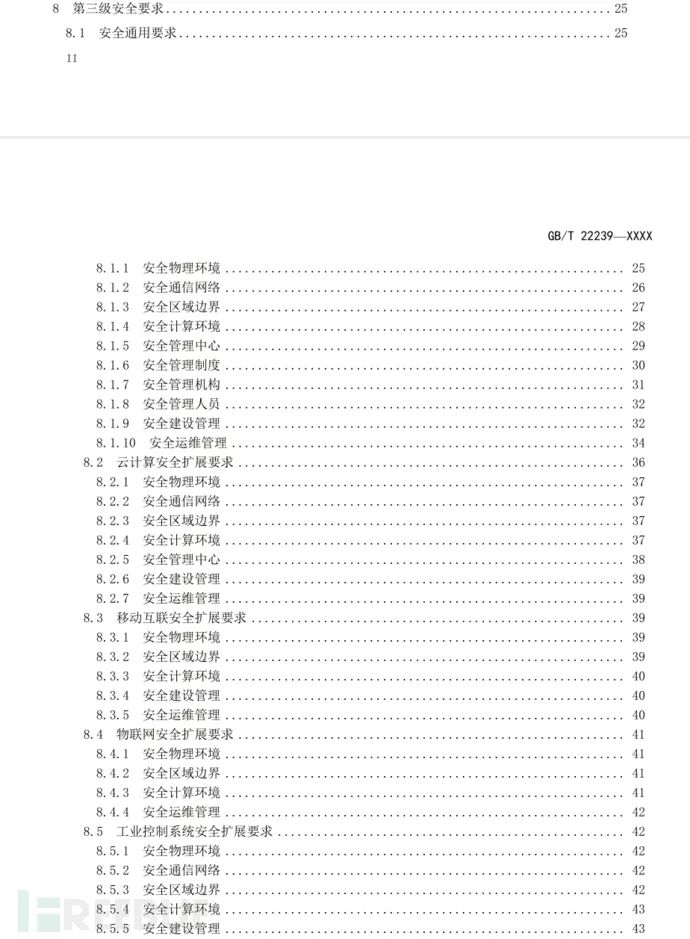 8 第三级安全要求 25
8.1 安全通用要求 25
II
GB/T 22239—XXXX
8.1.1 安全物理环境 25
8.1.2 安全通信网络 26
8.1.3 安全区域边界 27
8.1.4 安全计算环境 28
8.1.5 安全管理中心 29
8.1.6 安全管理制度 30
8.1.7 安全管理机构 31
8.1.8 安全管理人员 32
8.1.9 安全建设管理 32
8.1.10 安全运维管理 34
8.2 云计算安全扩展要求 36
8.2.1 安全物理环境 37
8.2.2 安全通信网络 37
8.2.3 安全区域边界 37
8.2.4 安全计算环境 37
8.2.5 安全管理中心 38
8.2.6 安全建设管理 39
8.2.7 安全运维管理 39
8.3 移动互联安全扩展要求 39
8.3.1 安全物理环境 39
8.3.2 安全区域边界 39
8.3.3 安全计算环境 40
8.3.4 安全建设管理 40
8.3.5 安全运维管理 40
8.4 物联网安全扩展要求 41
8.4.1 安全物理环境 41
8.4.2 安全区域边界 41
8.4.3 安全计算环境 41
8.4.4 安全运维管理 42
8.5 工业控制系统安全扩展要求 42
8.5.1 安全物理环境 42
8.5.2 安全通信网络 42
8.5.3 安全区域边界 42
8.5.4 安全计算环境 43
8.5.5 安全建设管理 43